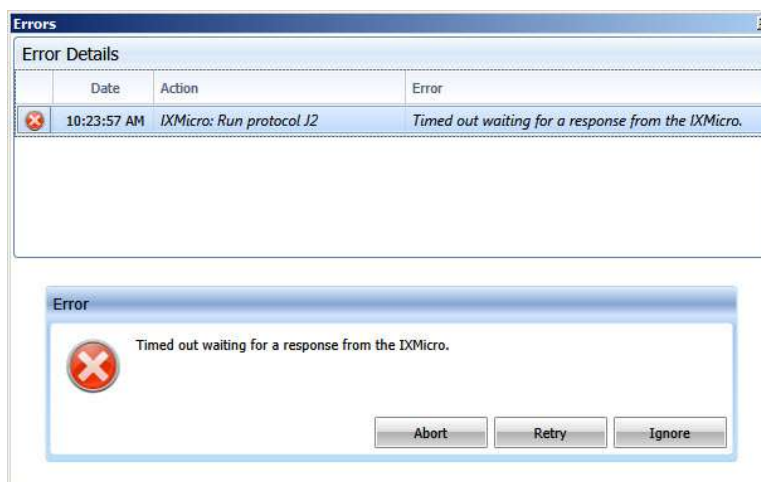 Errors
Error Details
Date Action Error
10:23:57 AM IXMicro: Run protocol J2 Timed out waiting for a response from the IXMicro.
Error
Timed out waiting for a response from the IXMicro.
Abort Retry Ignore